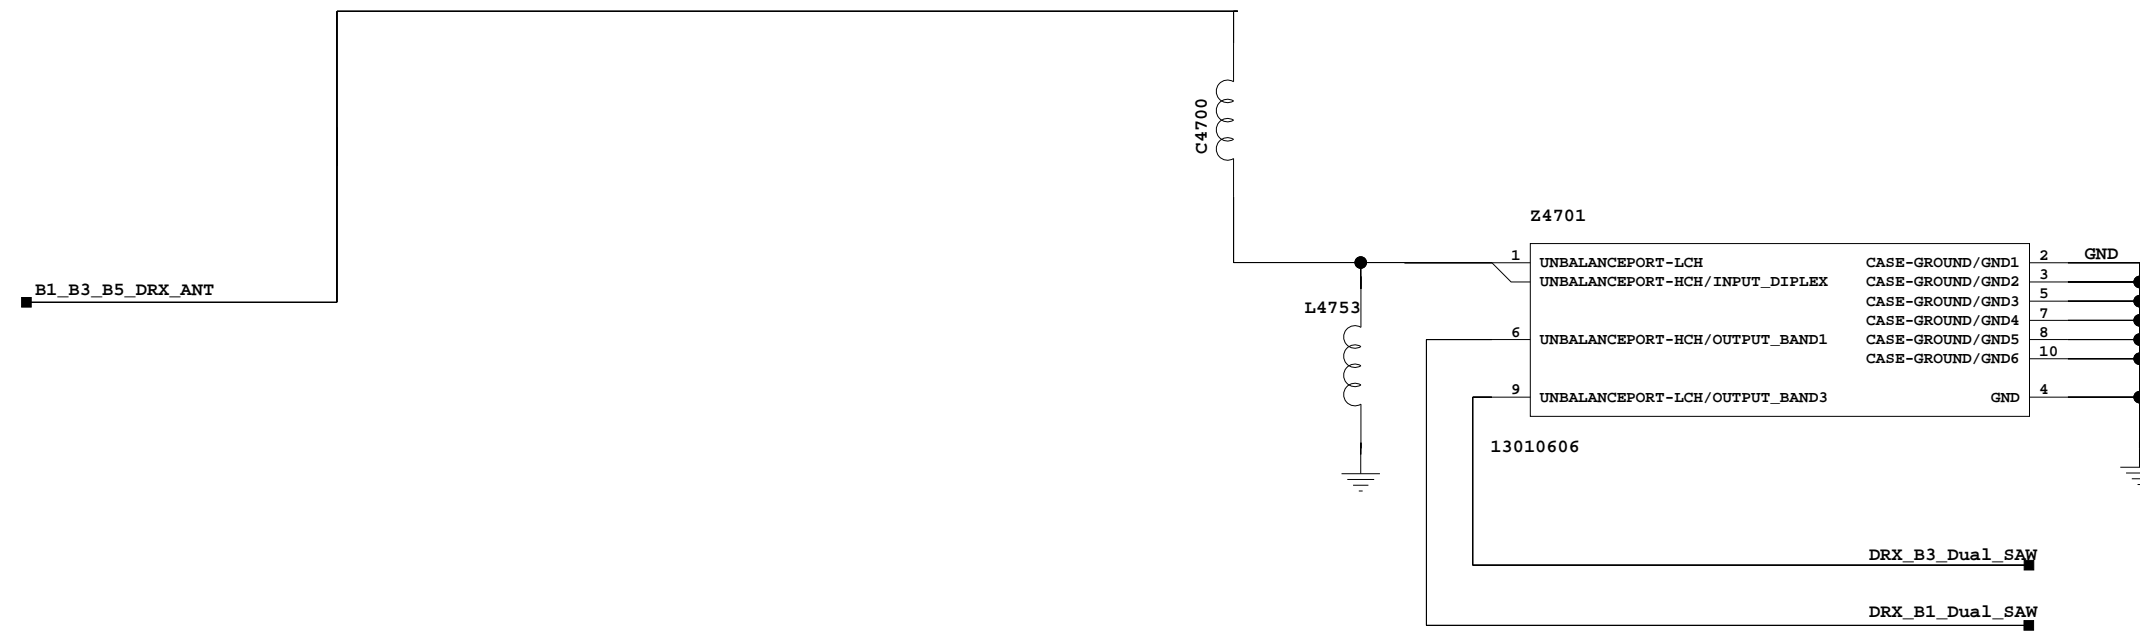 C4700
Z4701
B1_B3_B5_DRX_ANT
L4753
1 UNBALANCEPORT-LCH CASE-GROUND/GND1 2 GND
UNBALANCEPORT-HCH/INPUT_DIPLEX CASE-GROUND/GND2 3
CASE-GROUND/GND3 5
CASE-GROUND/GND4 7
6 UNBALANCEPORT-HCH/OUTPUT_BAND1 CASE-GROUND/GND5 8
CASE-GROUND/GND6 10
9 UNBALANCEPORT-LCH/OUTPUT_BAND3 GND 4
13010606
DRX_B3_Dual_SAW
DRX_B1_Dual_SAW